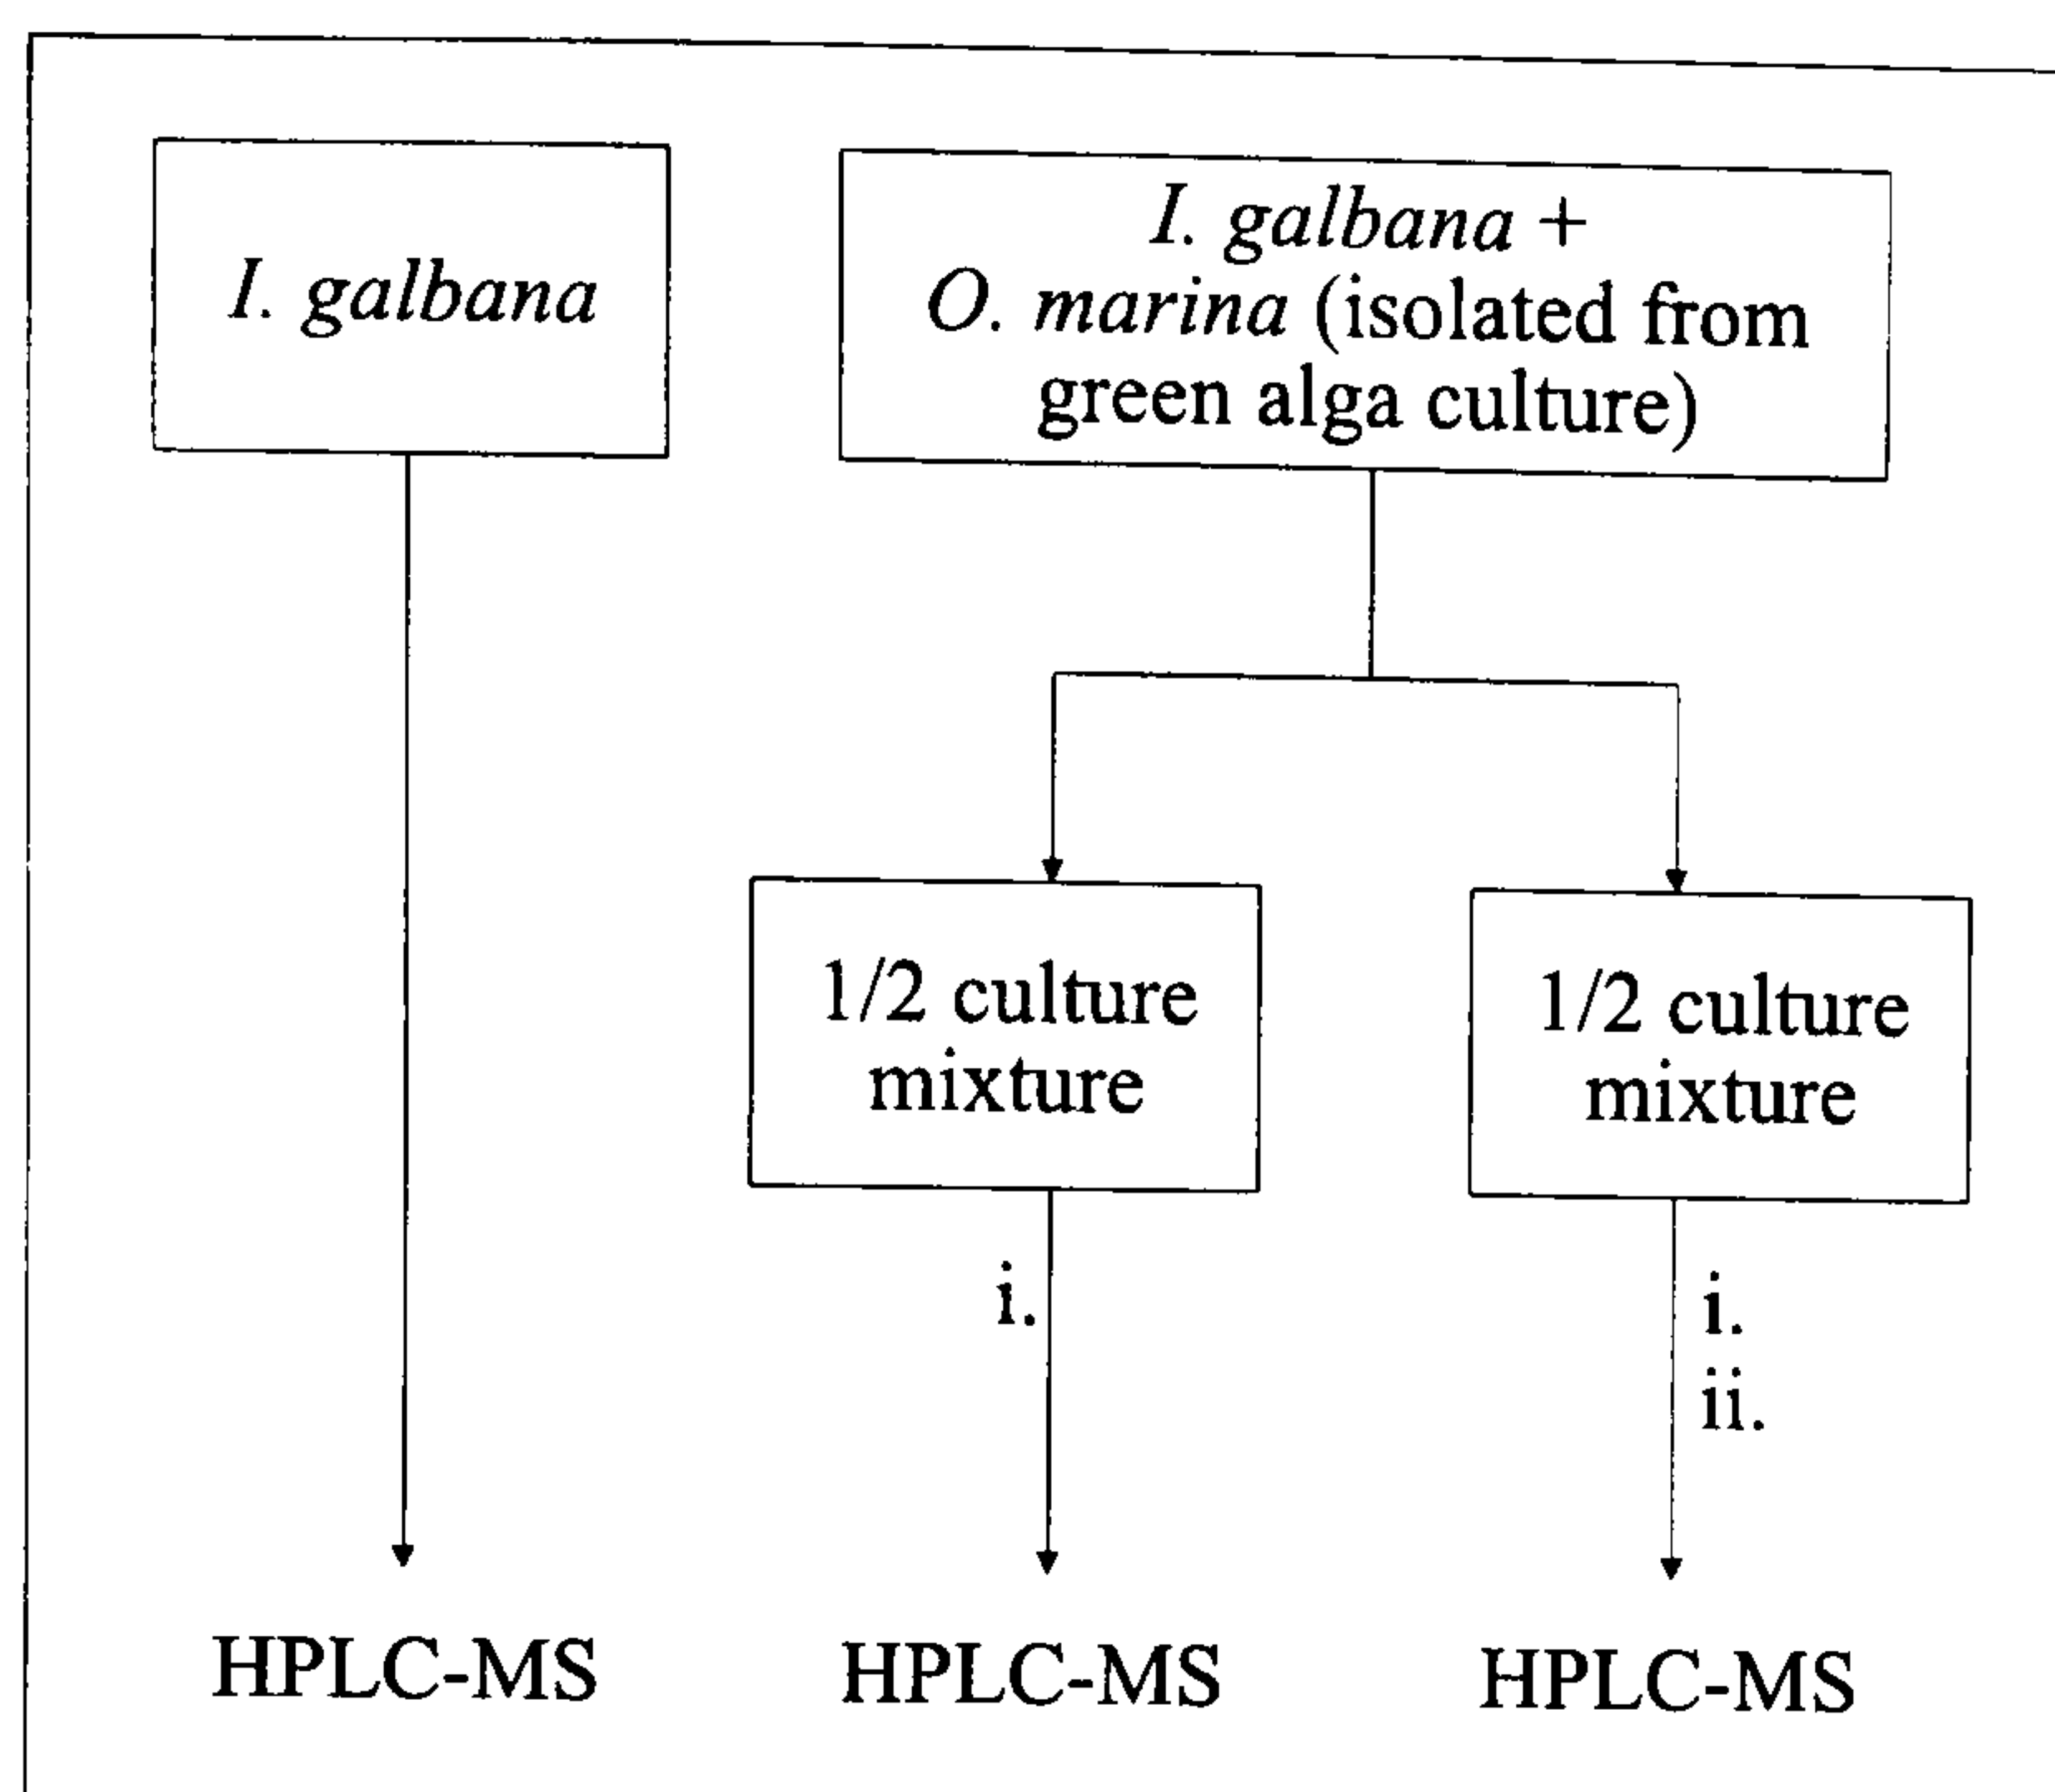 I. galbana
I. galbana +
O. marina (isolated from
green alga culture)
1/2 culture
mixture
1/2 culture
mixture
i.
i.
ii.
HPLC-MS
HPLC-MS
HPLC-MS